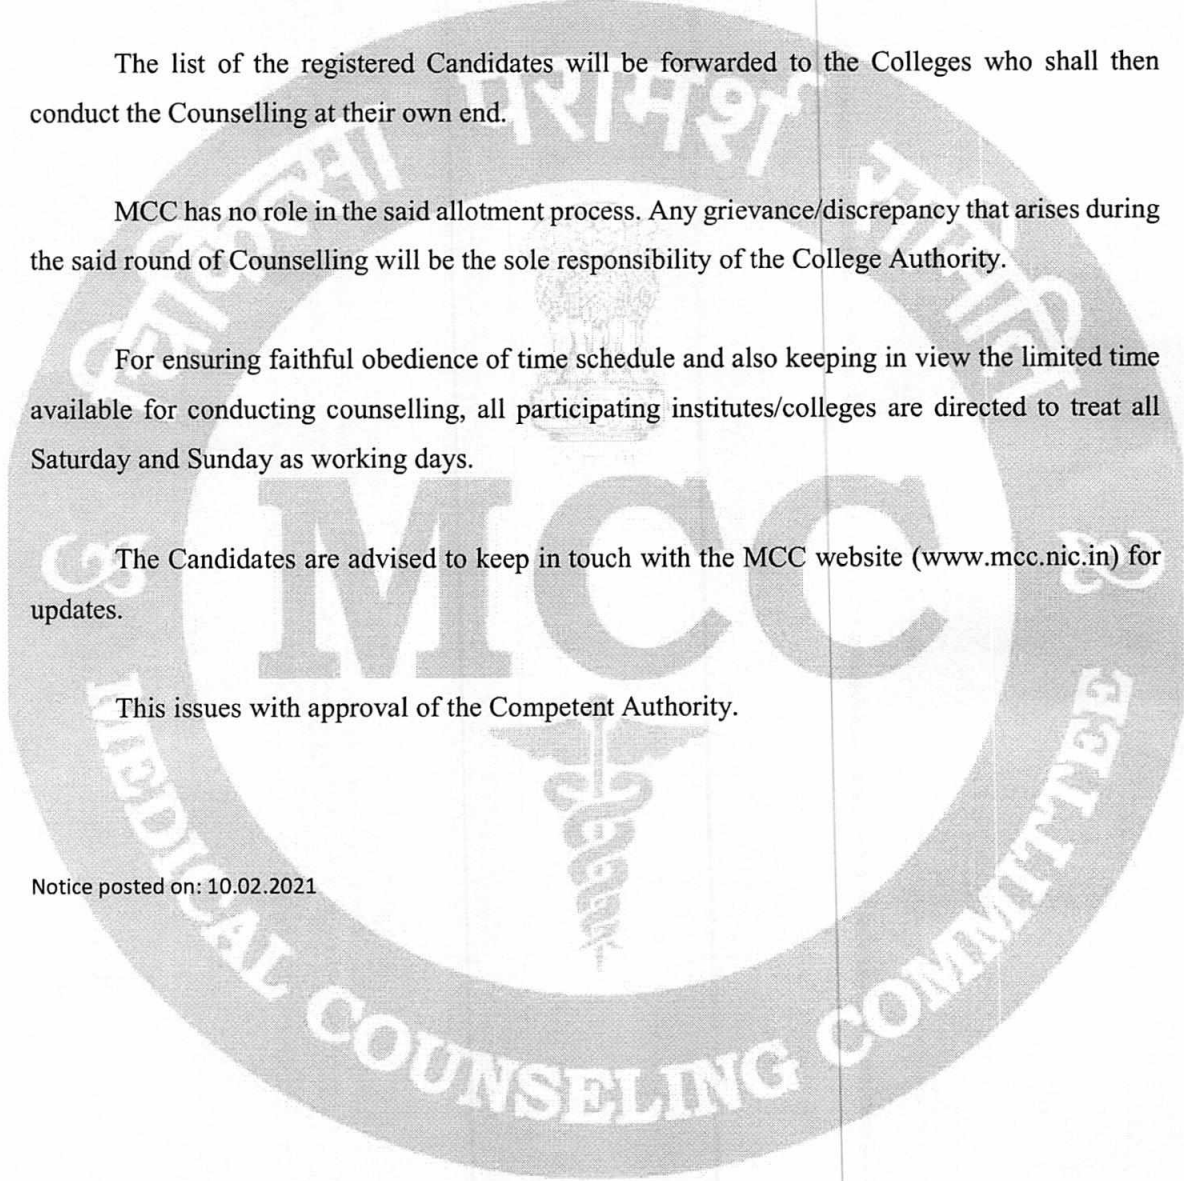 The list of the registered Candidates will be forwarded to the Colleges who shall then
conduct the Counselling at their own end.
MCC has no role in the said allotment process. Any grievance/discrepancy that arises during
the said round of Counselling will be the sole responsibility of the College Authority.
For ensuring faithful obedience of time schedule and also keeping in view the limited time
available for conducting counselling, all participating institutes/colleges are directed to treat all
Saturday and Sunday as working days.
The Candidates are advised to keep in touch with the MCC website (www.mcc.nic.in) for
updates.
This issues with approval of the Competent Authority.
Notice posted on: 10.02.2021
चिकित्सा परामर्श समिति
MCC
MEDICAL COUNSELING COMMITTEE